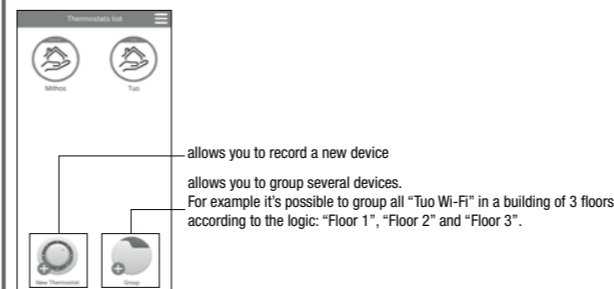 Thermostats list
Mithos
Tuo
allows you to record a new device
allows you to group several devices.
For example it's possible to group all “Tuo Wi-Fi” in a building of 3 floors
according to the logic: “Floor 1”, “Floor 2” and “Floor 3”.
New Thermostat
Group